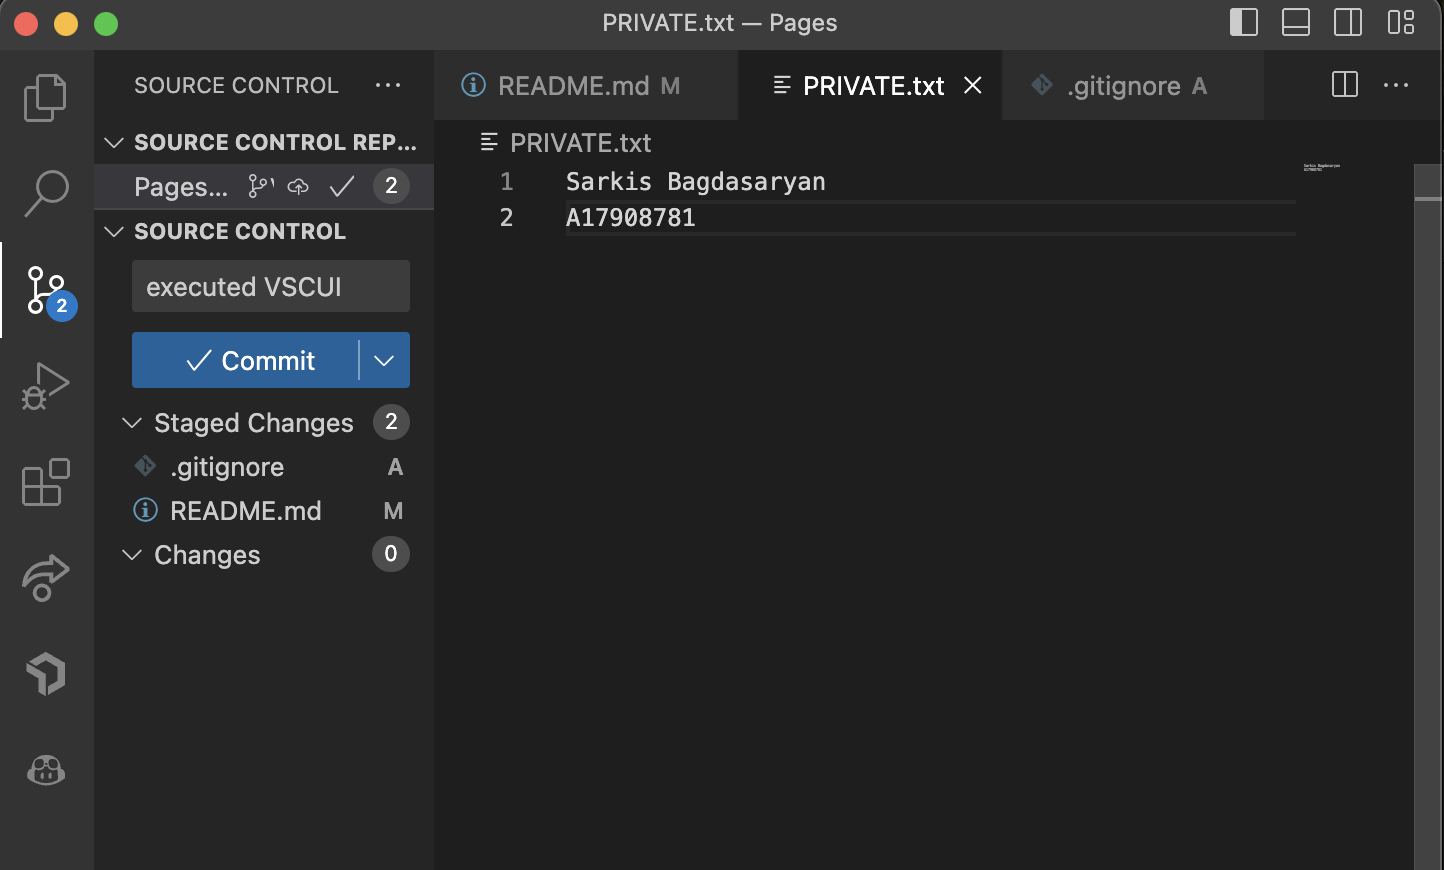 PRIVATE.txt — Pages
SOURCE CONTROL ...
SOURCE CONTROL REP...
Pages... 2
SOURCE CONTROL
executed VSCUI
2
Commit
Staged Changes 2
.gitignore A
README.md M
Changes 0
README.md M
PRIVATE.txt
.gitignore A
PRIVATE.txt
1 Sarkis Bagdasaryan
2 A17908781